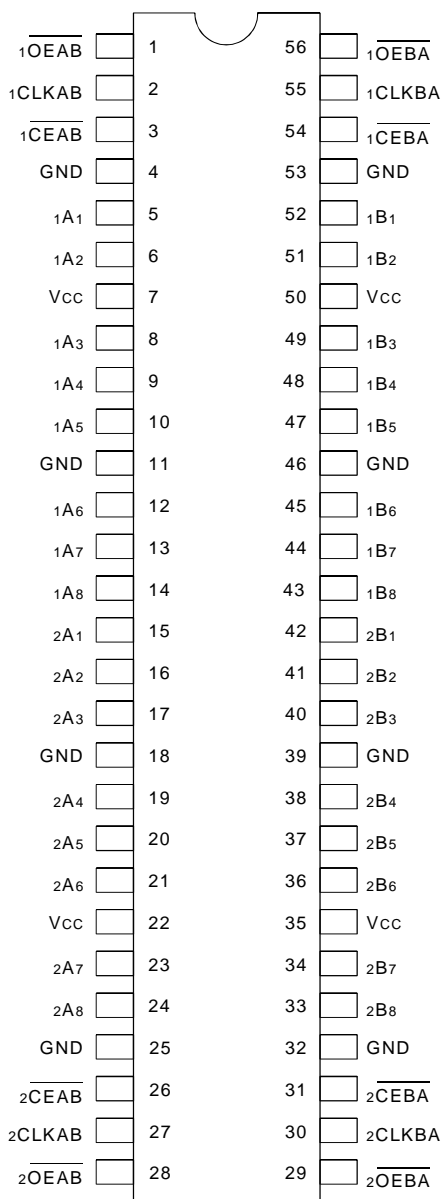 1OEAB 1 56 1OEBA
1CLKAB 2 55 1CLKBA
1CEAB 3 54 1CEBA
GND 4 53 GND
1A1 5 52 1B1
1A2 6 51 1B2
VCC 7 50 VCC
1A3 8 49 1B3
1A4 9 48 1B4
1A5 10 47 1B5
GND 11 46 GND
1A6 12 45 1B6
1A7 13 44 1B7
1A8 14 43 1B8
2A1 15 42 2B1
2A2 16 41 2B2
2A3 17 40 2B3
GND 18 39 GND
2A4 19 38 2B4
2A5 20 37 2B5
2A6 21 36 2B6
VCC 22 35 VCC
2A7 23 34 2B7
2A8 24 33 2B8
GND 25 32 GND
2CEAB 26 31 2CEBA
2CLKAB 27 30 2CLKBA
2OEAB 28 29 2OEBA